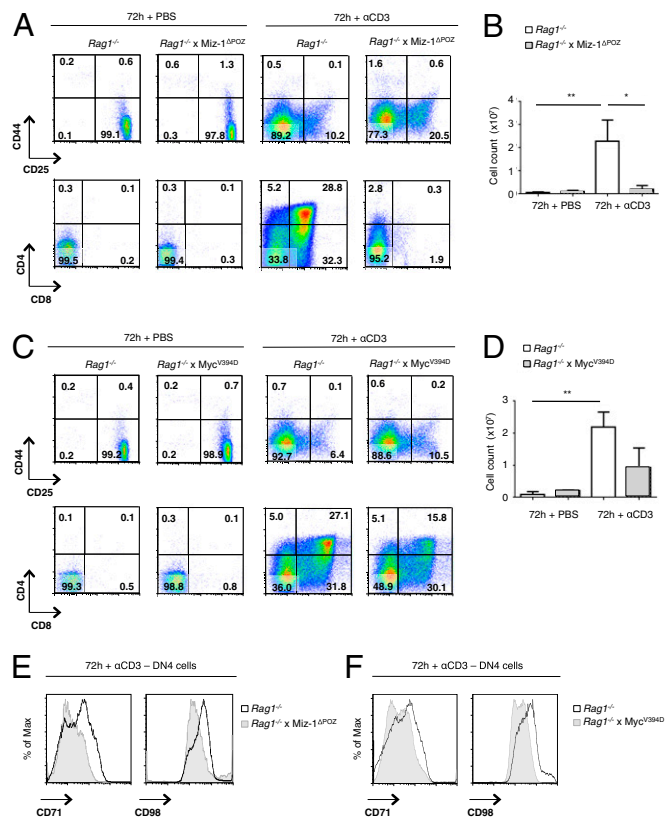 A
72h + PBS
72h + αCD3
Rag1-/-
Rag1-/- x Miz-1ΔPOZ
Rag1-/-
Rag1-/- x Miz-1ΔPOZ
0.2 0.6
0.6 1.3
0.5 0.1
1.6 0.6
0.1 99.1
0.3 97.8
89.2 10.2
77.3 20.5
CD44
CD25
0.3 0.1
0.3 0.1
5.2 28.8
2.8 0.3
99.5 0.2
99.4 0.3
33.8 32.3
95.2 1.9
CD4
CD8
B
Rag1-/-
Rag1-/- x Miz-1ΔPOZ
** *
Cell count (x10⁷)
4
3
2
1
0
72h + PBS 72h + αCD3
C
72h + PBS
72h + αCD3
Rag1-/-
Rag1-/- x MycV394D
Rag1-/-
Rag1-/- x MycV394D
0.2 0.4
0.2 0.7
0.7 0.1
0.6 0.2
0.2 99.2
0.2 98.9
92.7 6.4
88.6 10.5
CD44
CD25
0.1 0.1
0.3 0.1
5.0 27.1
5.1 15.8
99.3 0.5
98.8 0.8
36.0 31.8
48.9 30.1
CD4
CD8
D
Rag1-/-
Rag1-/- x MycV394D
**
Cell count (x10⁷)
3
2
1
0
72h + PBS 72h + αCD3
E
72h + αCD3 – DN4 cells
Rag1-/-
Rag1-/- x Miz-1ΔPOZ
% of Max
CD71
CD98
F
72h + αCD3 – DN4 cells
Rag1-/-
Rag1-/- x MycV394D
% of Max
CD71
CD98